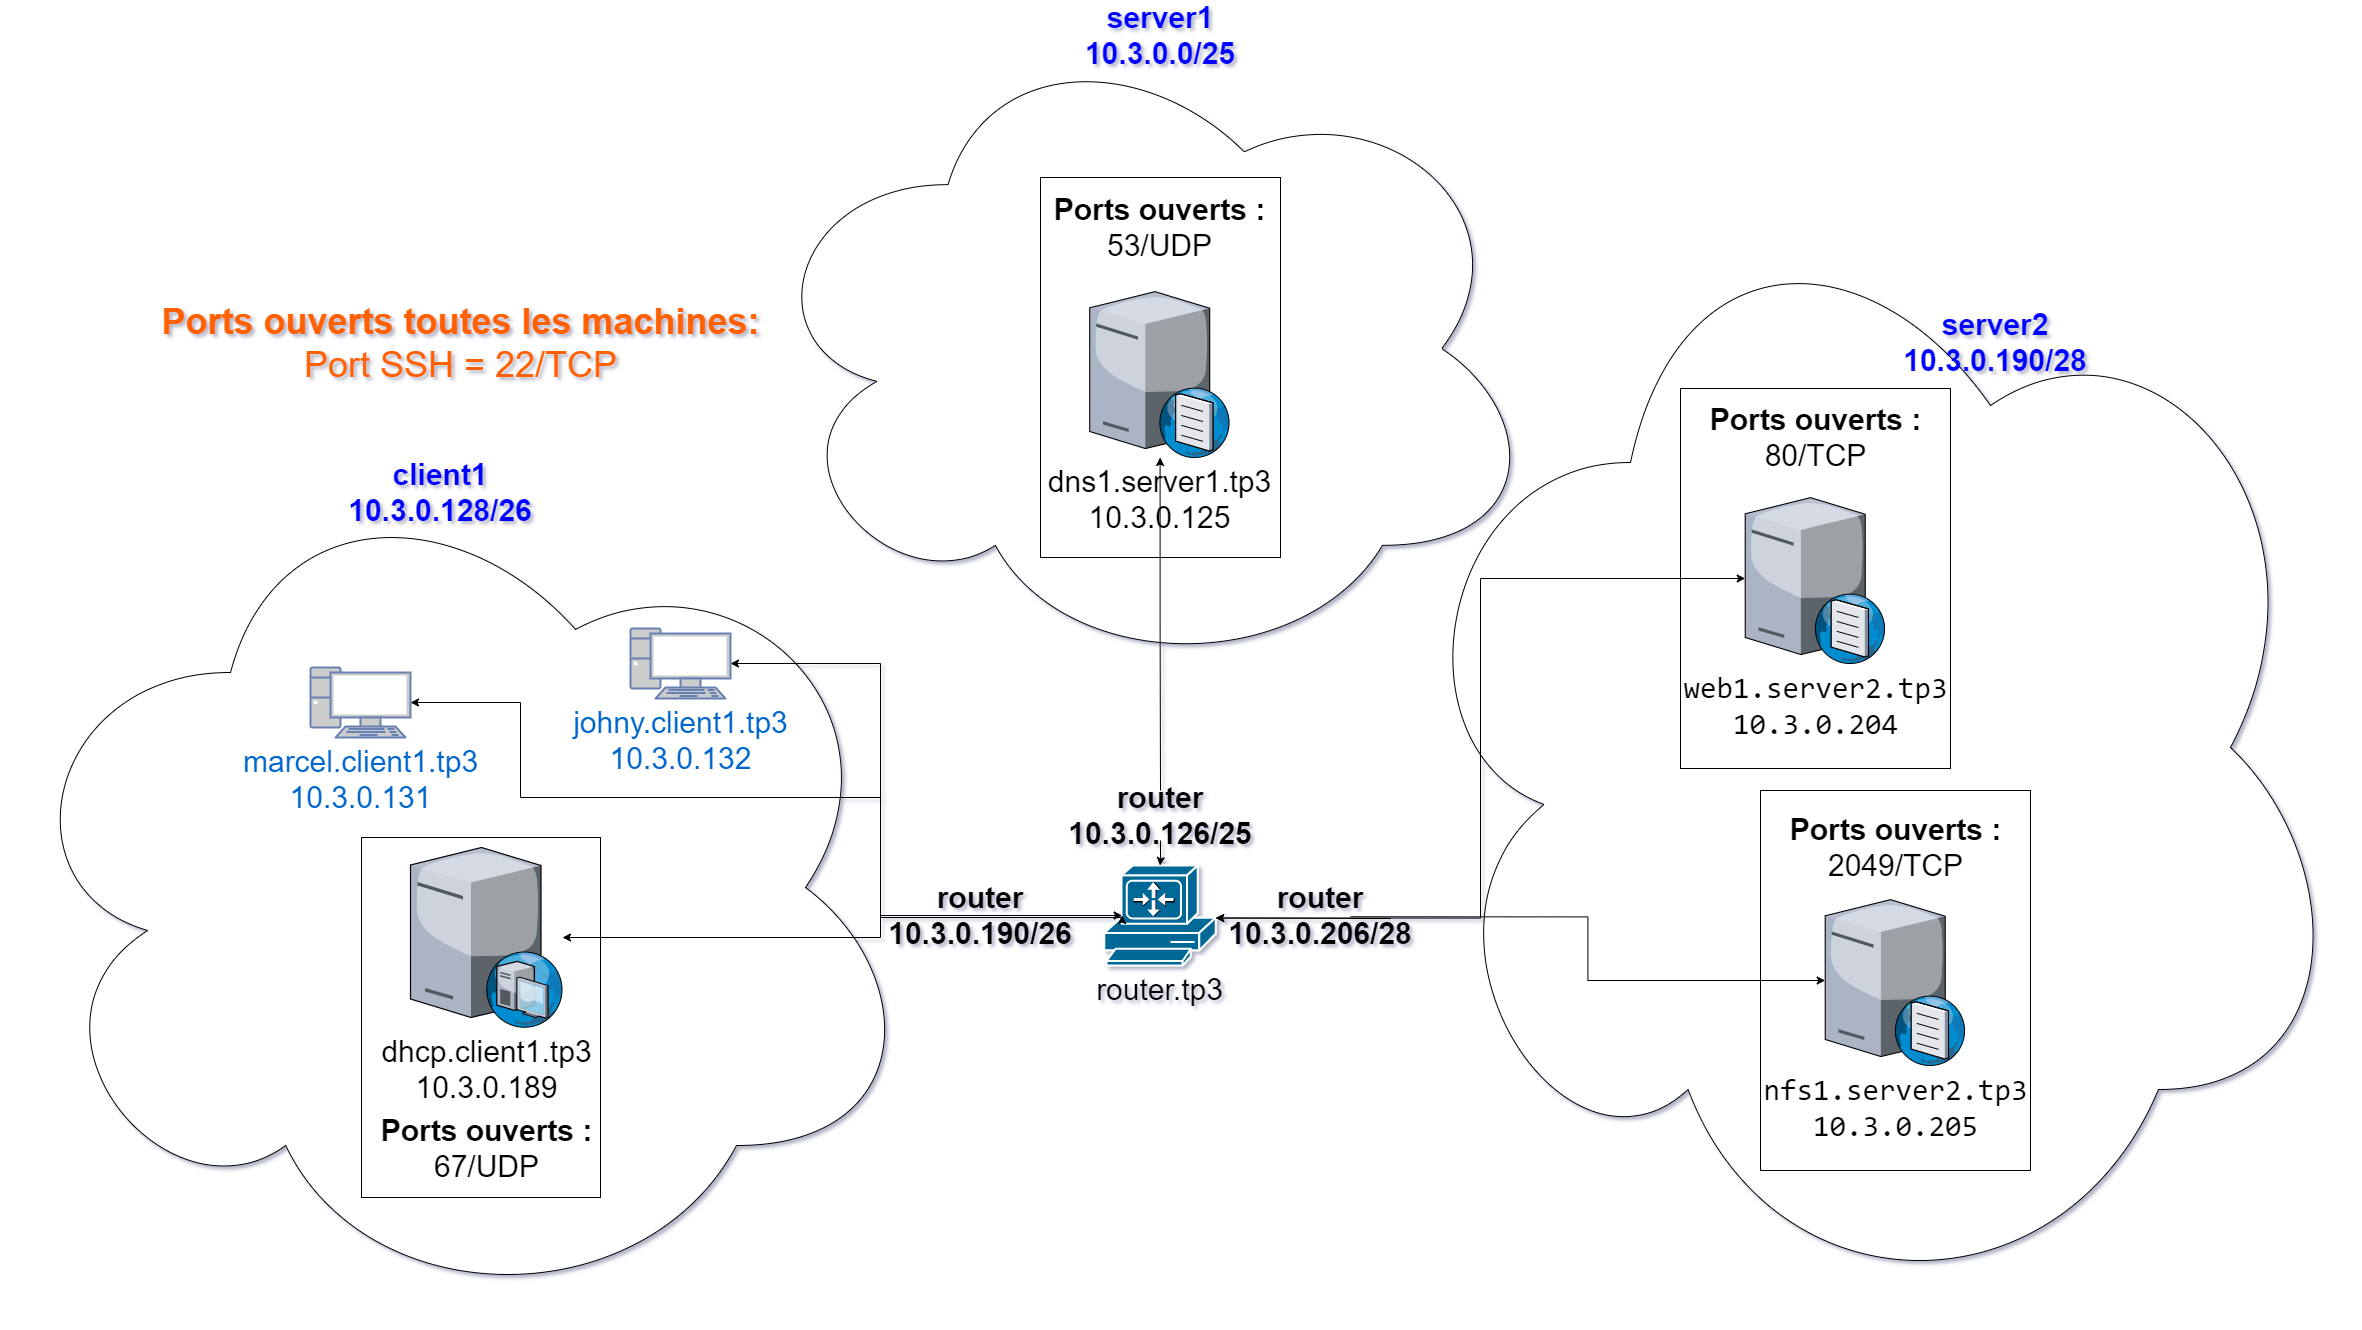 server1
10.3.0.0/25
Ports ouverts :
53/UDP
dns1.server1.tp3
10.3.0.125
Ports ouverts toutes les machines:
Port SSH = 22/TCP
server2
10.3.0.190/28
Ports ouverts :
80/TCP
web1.server2.tp3
10.3.0.204
Ports ouverts :
2049/TCP
nfs1.server2.tp3
10.3.0.205
client1
10.3.0.128/26
johny.client1.tp3
10.3.0.132
marcel.client1.tp3
10.3.0.131
dhcp.client1.tp3
10.3.0.189
Ports ouverts :
67/UDP
router
10.3.0.126/25
router
10.3.0.190/26
router
10.3.0.206/28
router.tp3